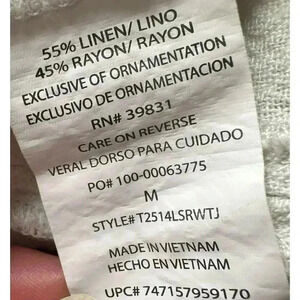 55% LINEN/ LINO
45% RAYON/ RAYON
EXCLUSIVE OF ORNAMENTATION
EXCLUSIVO DE ORNAMENTACION
RN# 39831
CARE ON REVERSE
VERAL DORSO PARA CUIDADO
PO# 100-00063775
M
STYLE# T2514LSRWTJ
MADE IN VIETNAM
HECHO EN VIETNAM
UPC# 747157959170